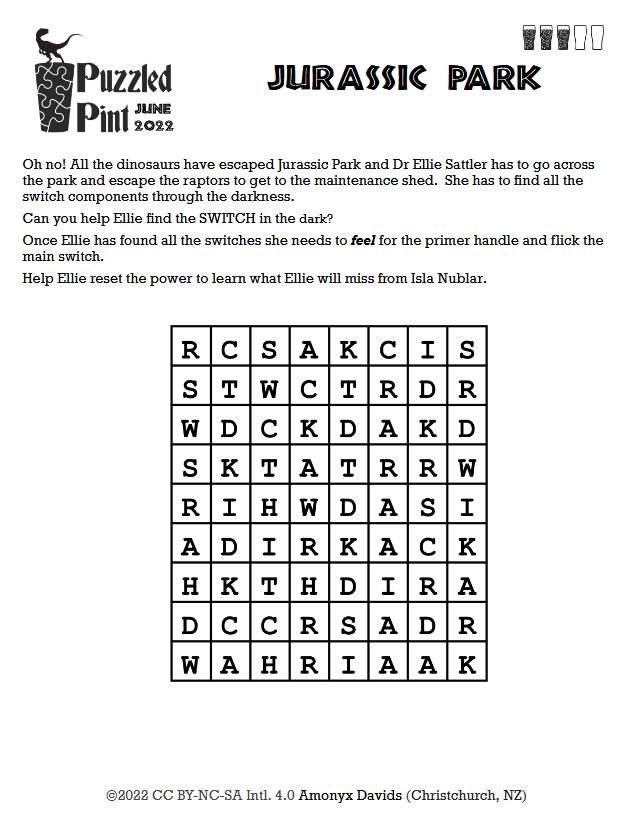 Puzzled
Pint JUNE
2022
JURASSIC PARK
Oh no! All the dinosaurs have escaped Jurassic Park and Dr Ellie Sattler has to go across
the park and escape the raptors to get to the maintenance shed. She has to find all the
switch components through the darkness.
Can you help Ellie find the SWITCH in the dark?
Once Ellie has found all the switches she needs to feel for the primer handle and flick the
main switch.
Help Ellie reset the power to learn what Ellie will miss from Isla Nublar.
R C S A K C I S
S T W C T R D R
W D C K D A K D
S K T A T R R W
R I H W D A S I
A D I R K A C K
H K T H D I R A
D C C R S A D R
W A H R I A A K
©2022 CC BY-NC-SA Intl. 4.0 Amonyx Davids (Christchurch, NZ)